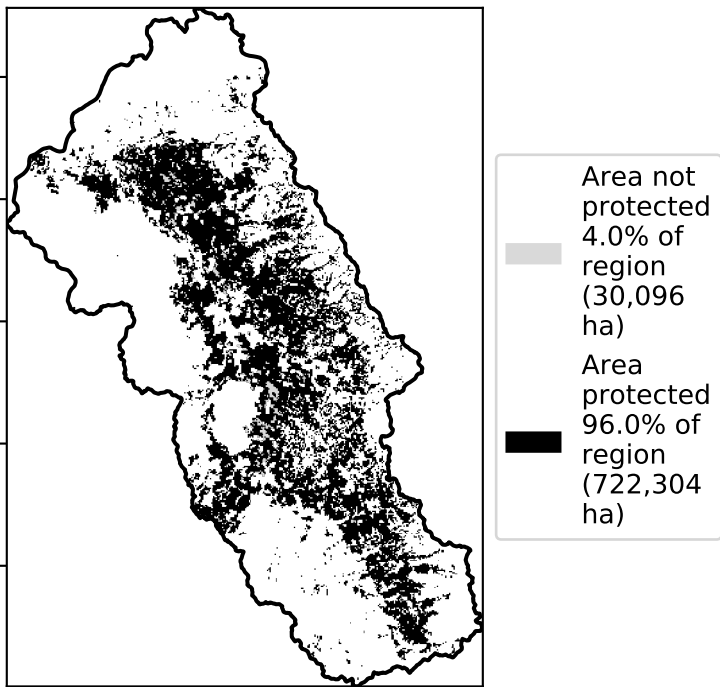 Area not
protected
4.0% of
region
(30,096
ha)
Area
protected
96.0% of
region
(722,304
ha)